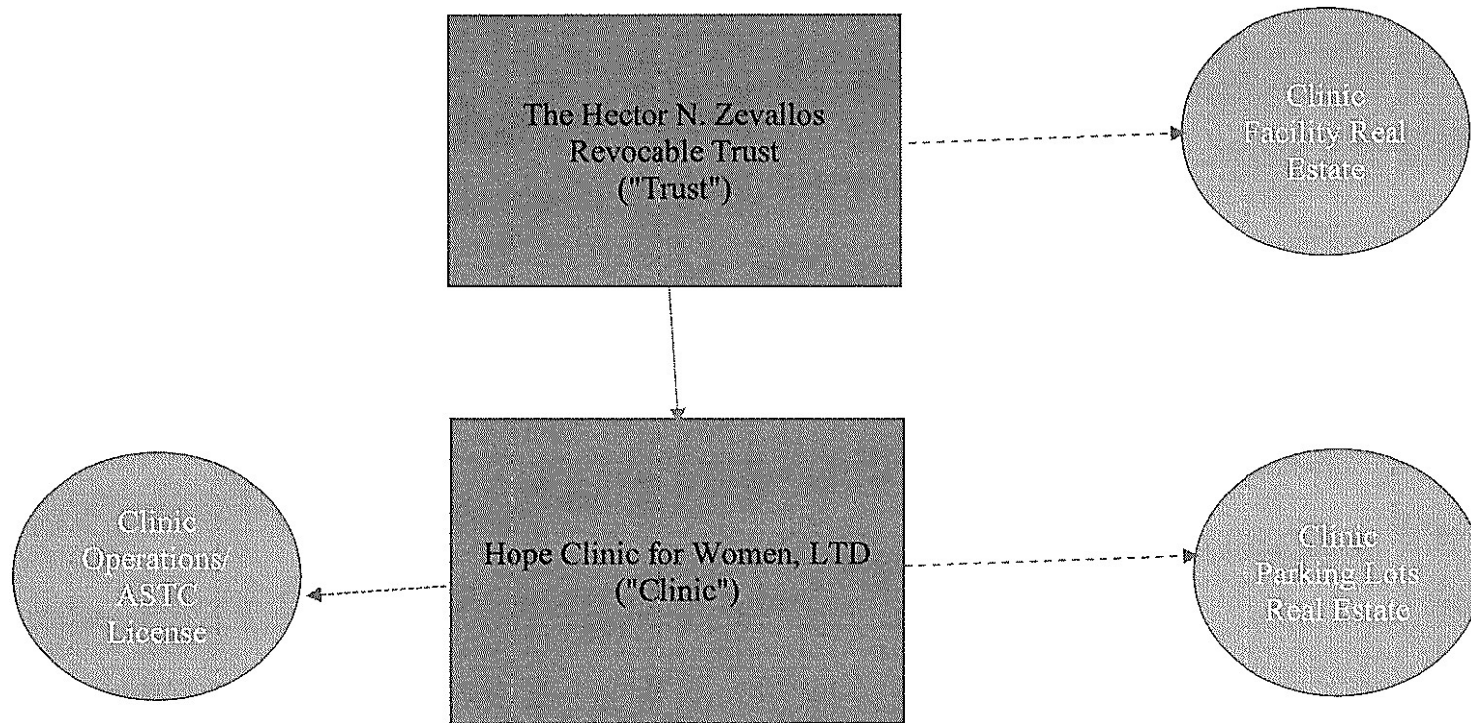 The Hector N. Zevallos
Revocable Trust
("Trust")
Clinic
Facility Real
Estate
Clinic
Operations/
ASTC
License
Hope Clinic for Women, LTD
("Clinic")
Clinic
Parking Lots
Real Estate